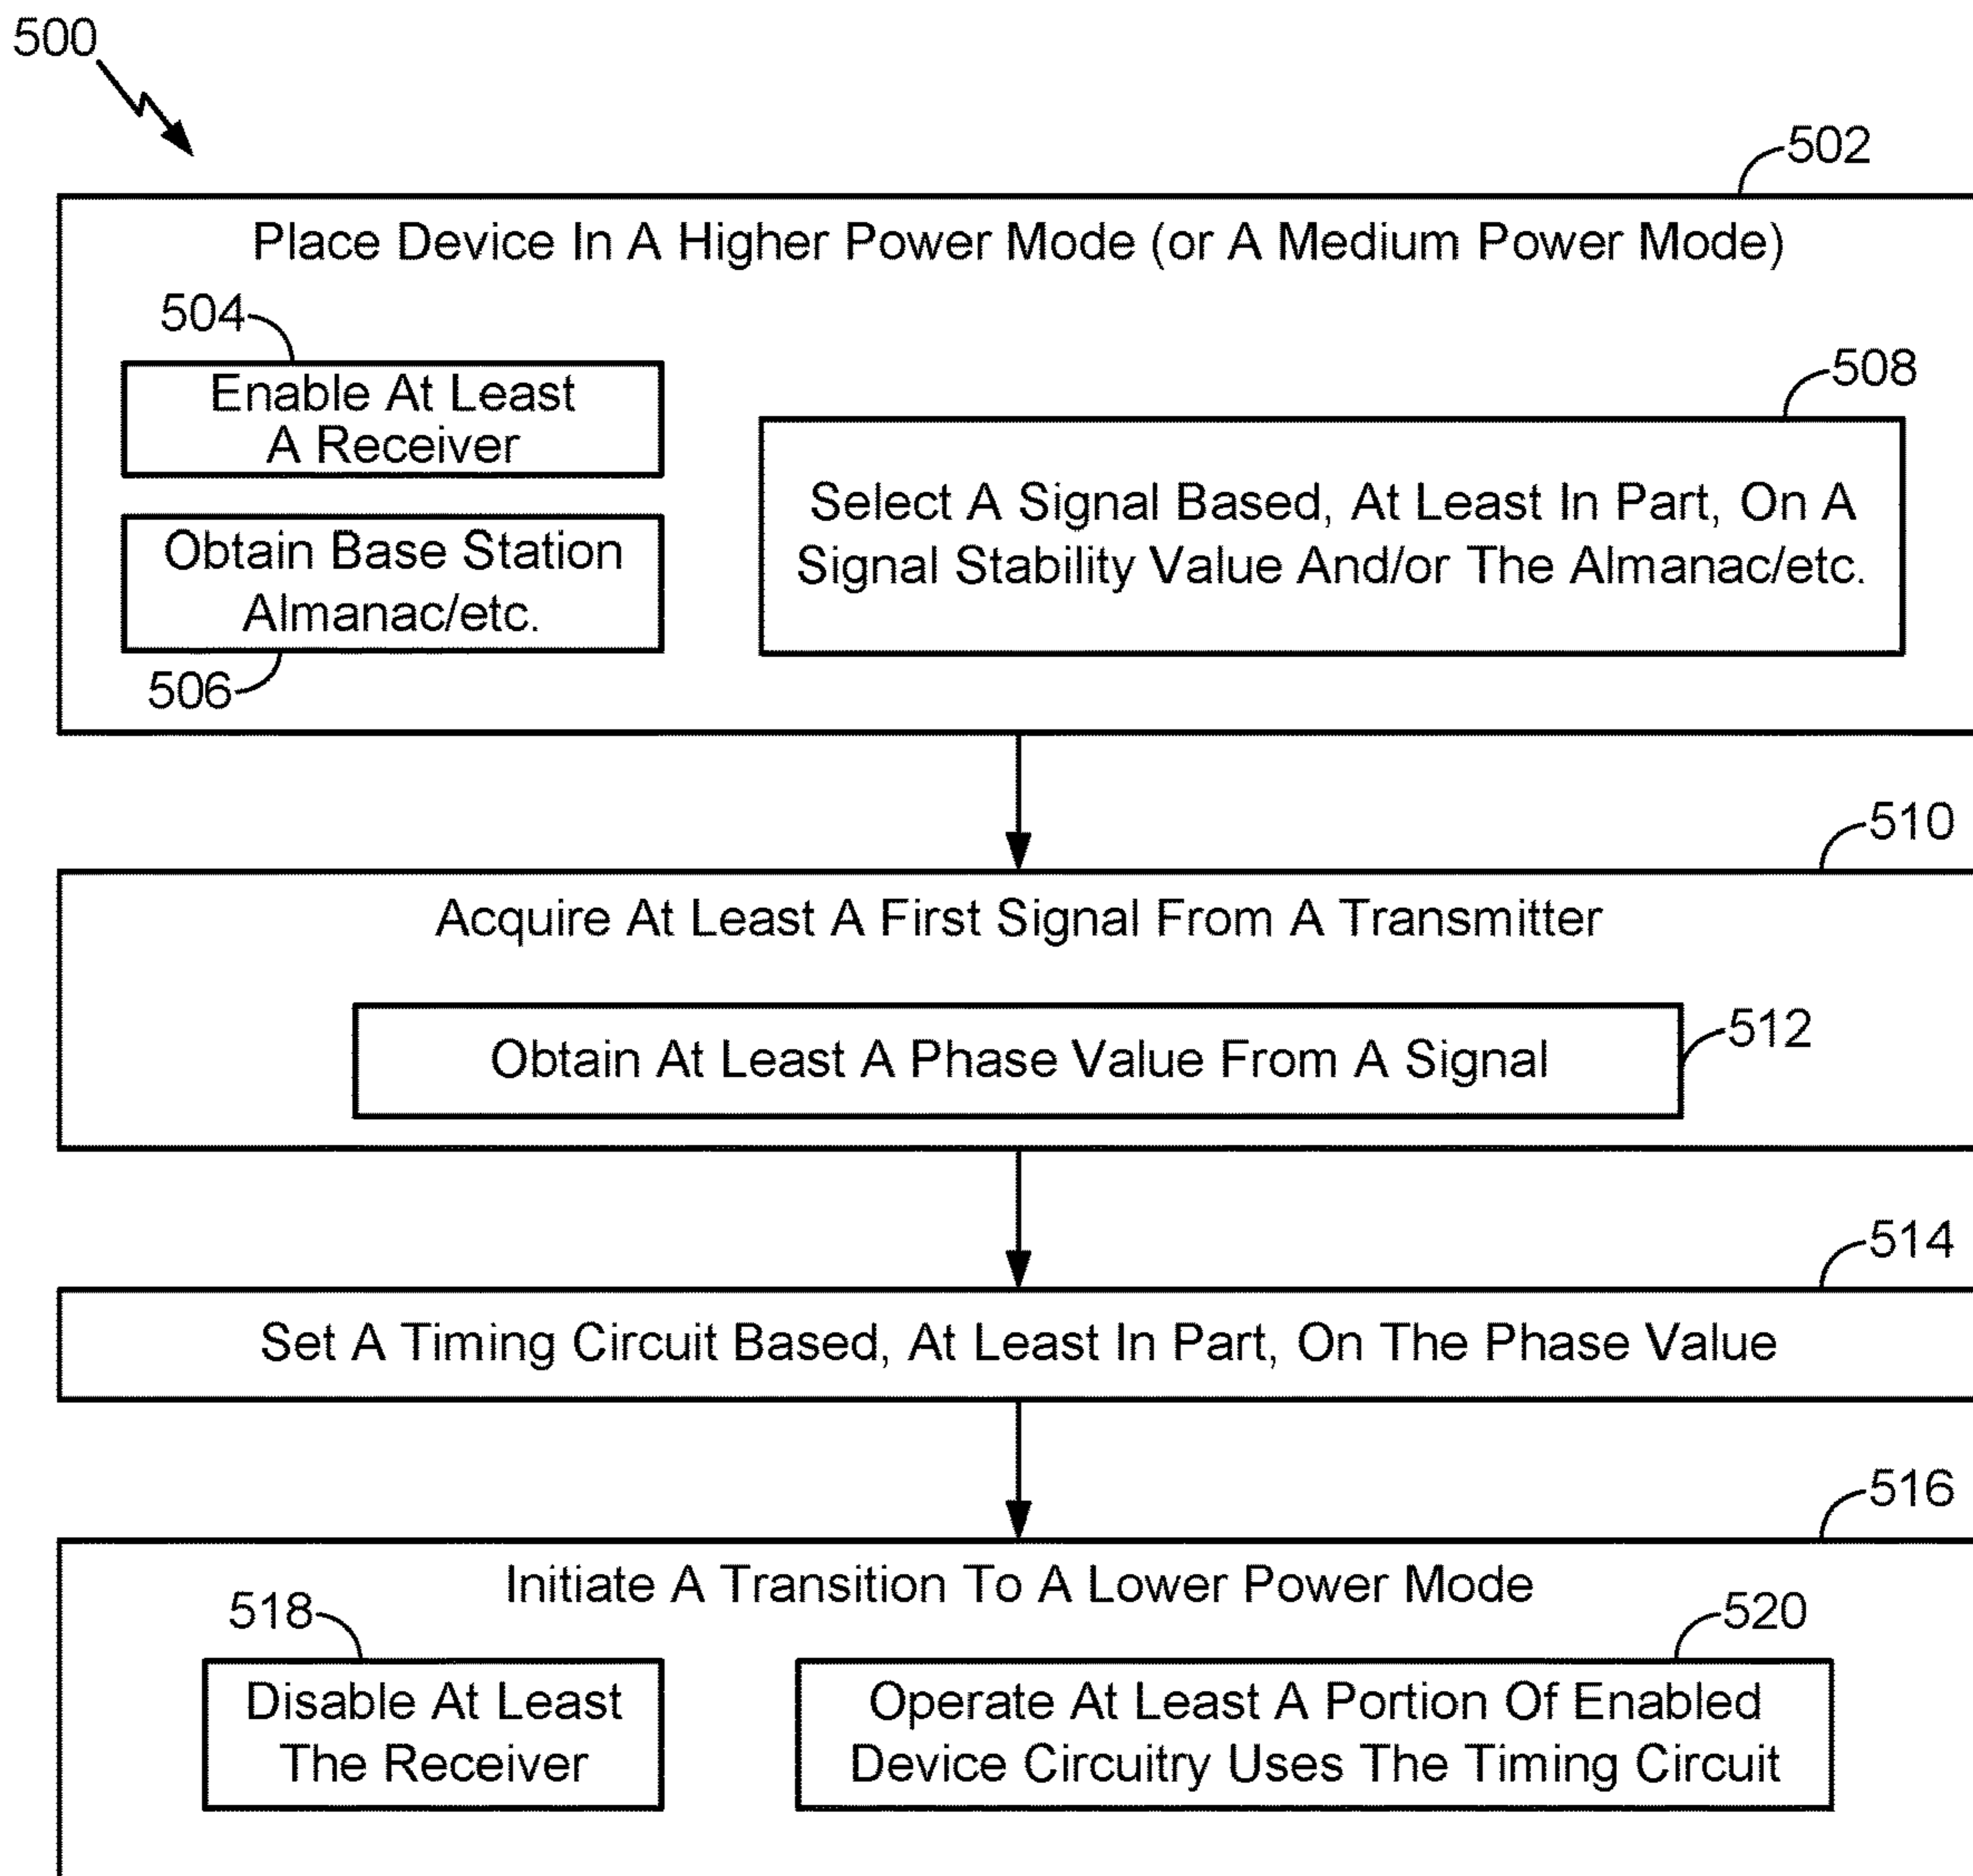 500
502
Place Device In A Higher Power Mode (or A Medium Power Mode)
504
Enable At Least
A Receiver
508
Select A Signal Based, At Least In Part, On A
Signal Stability Value And/or The Almanac/etc.
Obtain Base Station
Almanac/etc.
506
510
Acquire At Least A First Signal From A Transmitter
Obtain At Least A Phase Value From A Signal
512
514
Set A Timing Circuit Based, At Least In Part, On The Phase Value
516
Initiate A Transition To A Lower Power Mode
518
Disable At Least
The Receiver
520
Operate At Least A Portion Of Enabled
Device Circuitry Uses The Timing Circuit